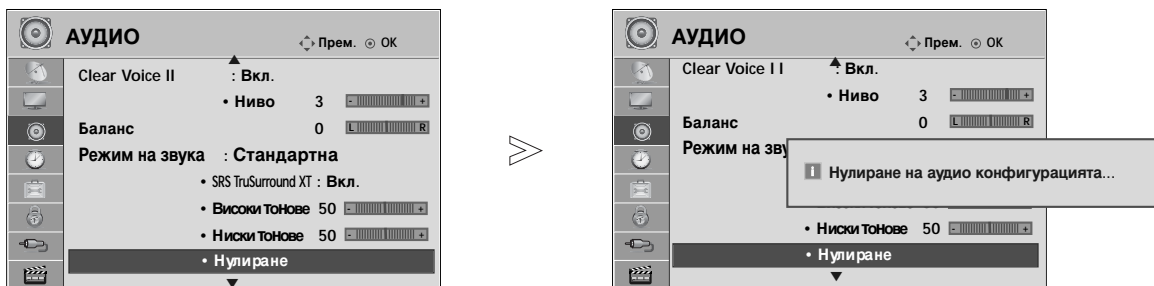 АУДИО
Прем. OK
Clear Voice II : Вкл.
• Ниво 3 - +
Баланс 0 L R
Режим на звука : Стандартна
• SRS TruSurround XT : Вкл.
• Високи ТоНове 50 - +
• Ниски ТоНове 50 - +
• Нулиране
АУДИО
Прем. OK
Clear Voice I I : Вкл.
• Ниво 3 - +
Баланс 0 L R
Режим на зву
i Нулиране на аудио конфигурацията...
• Ниски ТоНове 50 - +
• Нулиране